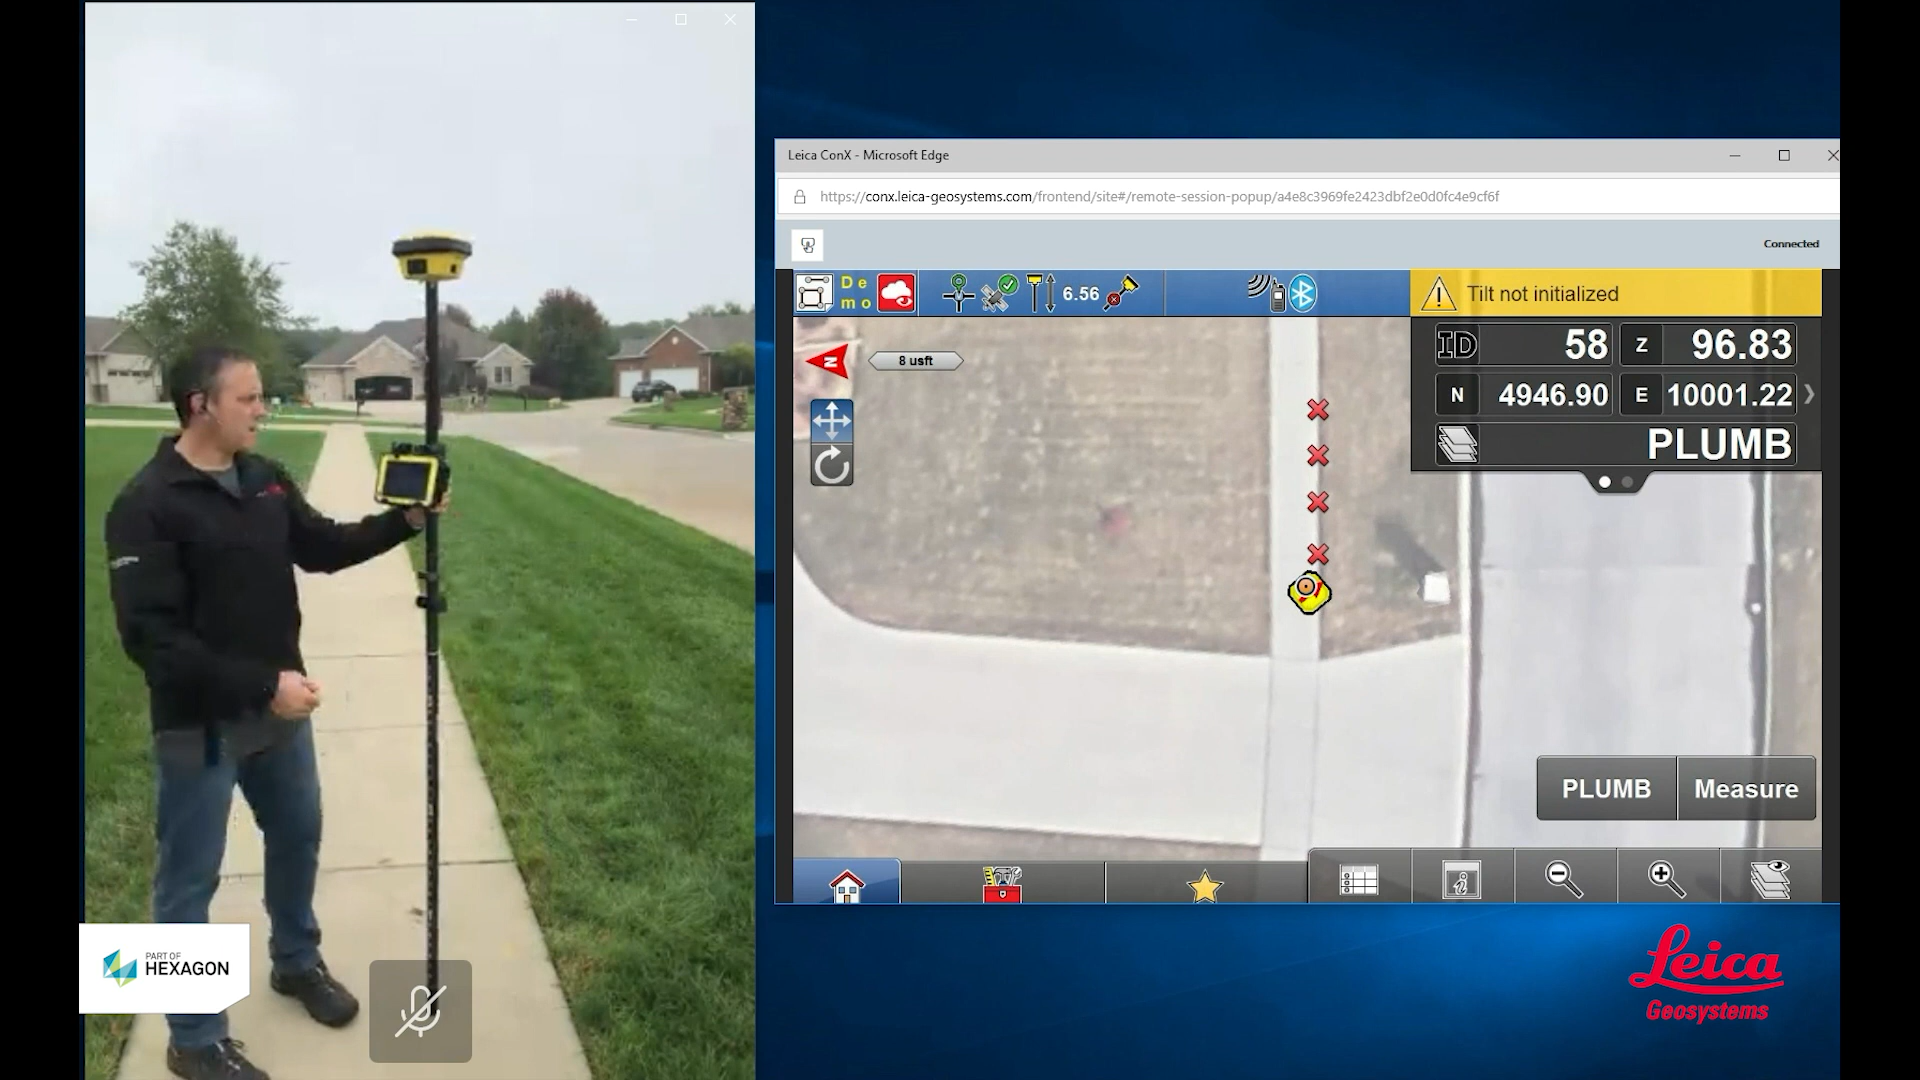 Leica ConX - Microsoft Edge
https://conx.leica-geosystems.com/frontend/site#/remote-session-popup/a4e8c3969fe2423dbf2e0d0fc4e9cf6f
Connected
De
mo
6.56
Tilt not initialized
N
8 usft
ID 58 Z 96.83
N 4946.90 E 10001.22
PLUMB
PLUMB Measure
PART OF
HEXAGON
Leica
Geosystems